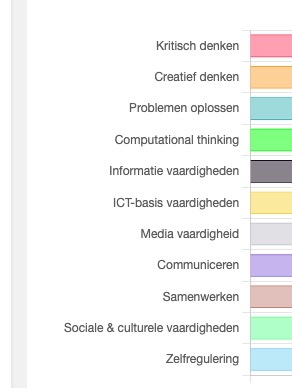 Kritisch denken
Creatief denken
Problemen oplossen
Computational thinking
Informatie vaardigheden
ICT-basis vaardigheden
Media vaardigheid
Communiceren
Samenwerken
Sociale & culturele vaardigheden
Zelfregulering